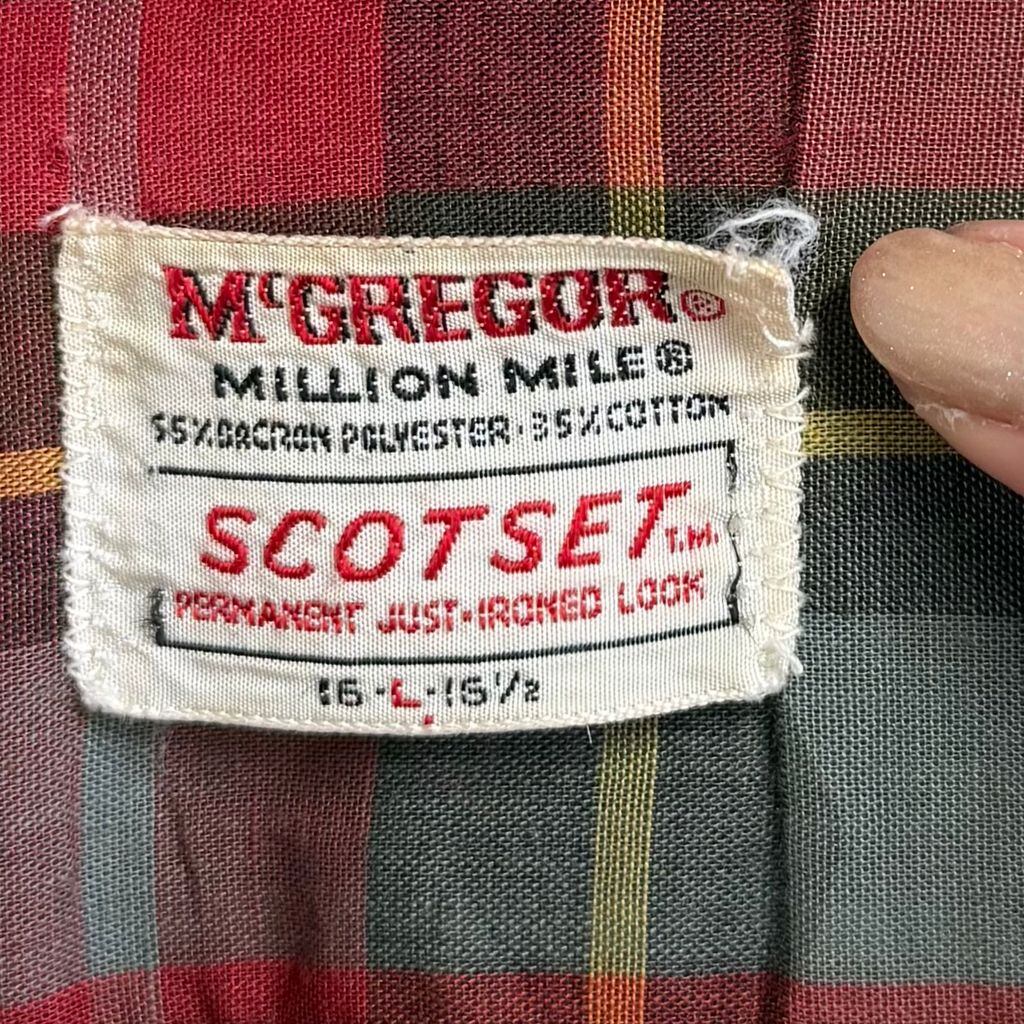 McGREGOR®
MILLION MILE®
65% DACRON POLYESTER · 35% COTTON
SCOTSET T.M.
PERMANENT JUST-IRONED LOOK
16-L-16½